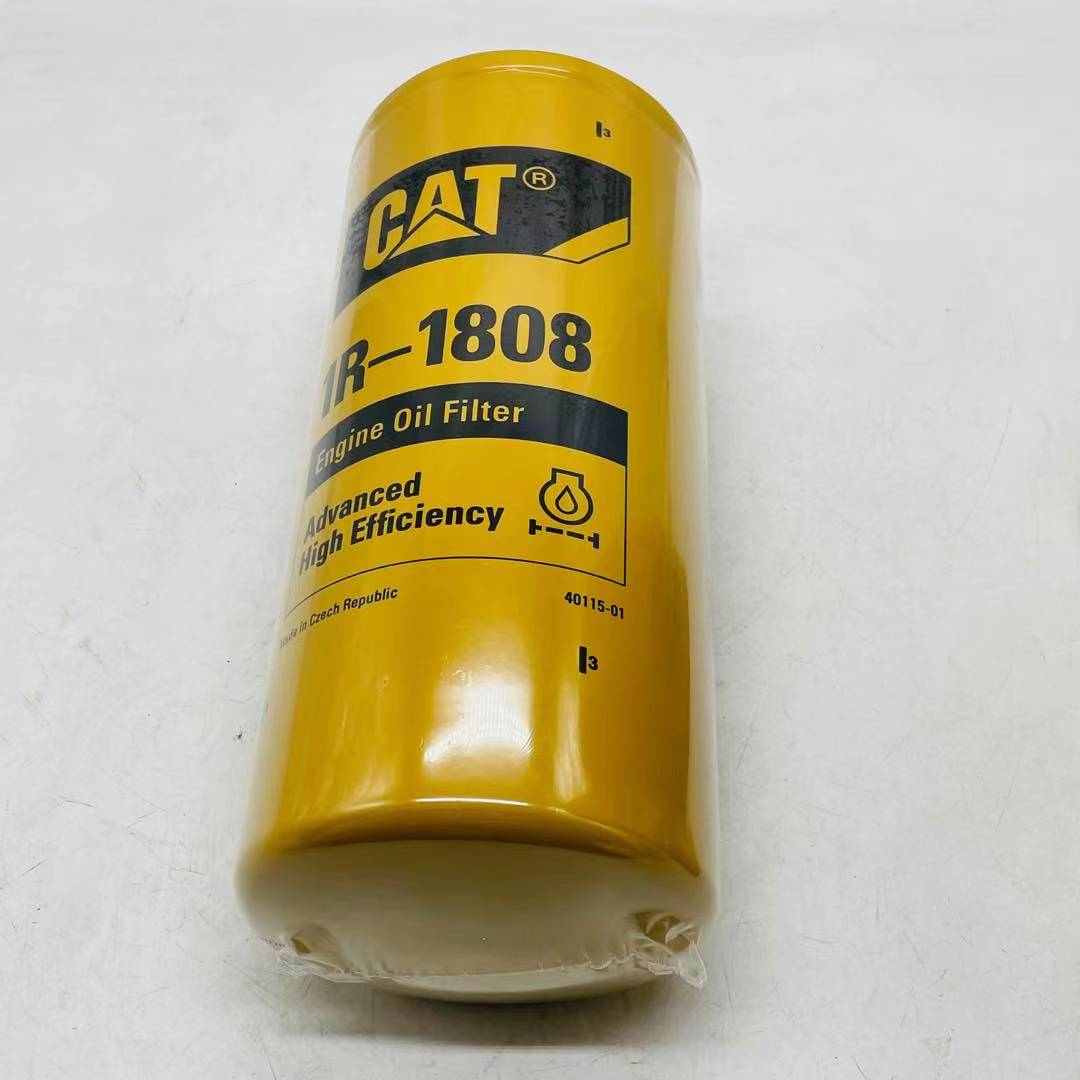 3
CAT®
1R-1808
Engine Oil Filter
Advanced
High Efficiency
Made in Czech Republic
40115-01
3